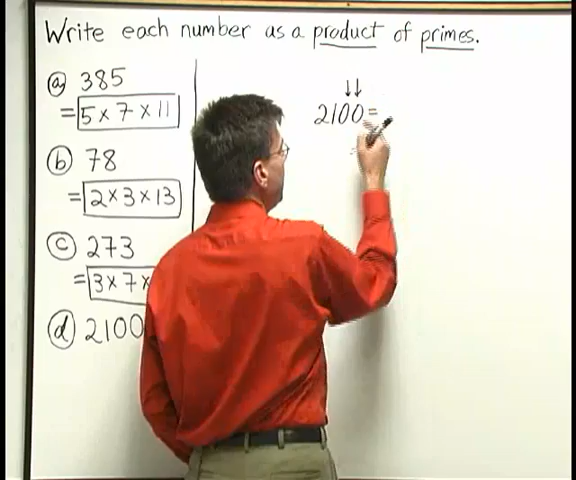 Write each number as a product of primes.
ⓐ 385
= 5 × 7 × 11
ⓑ 78
= 2 × 3 × 13
ⓒ 273
= 3 × 7 ×
ⓓ 2100
↓↓
2100 =